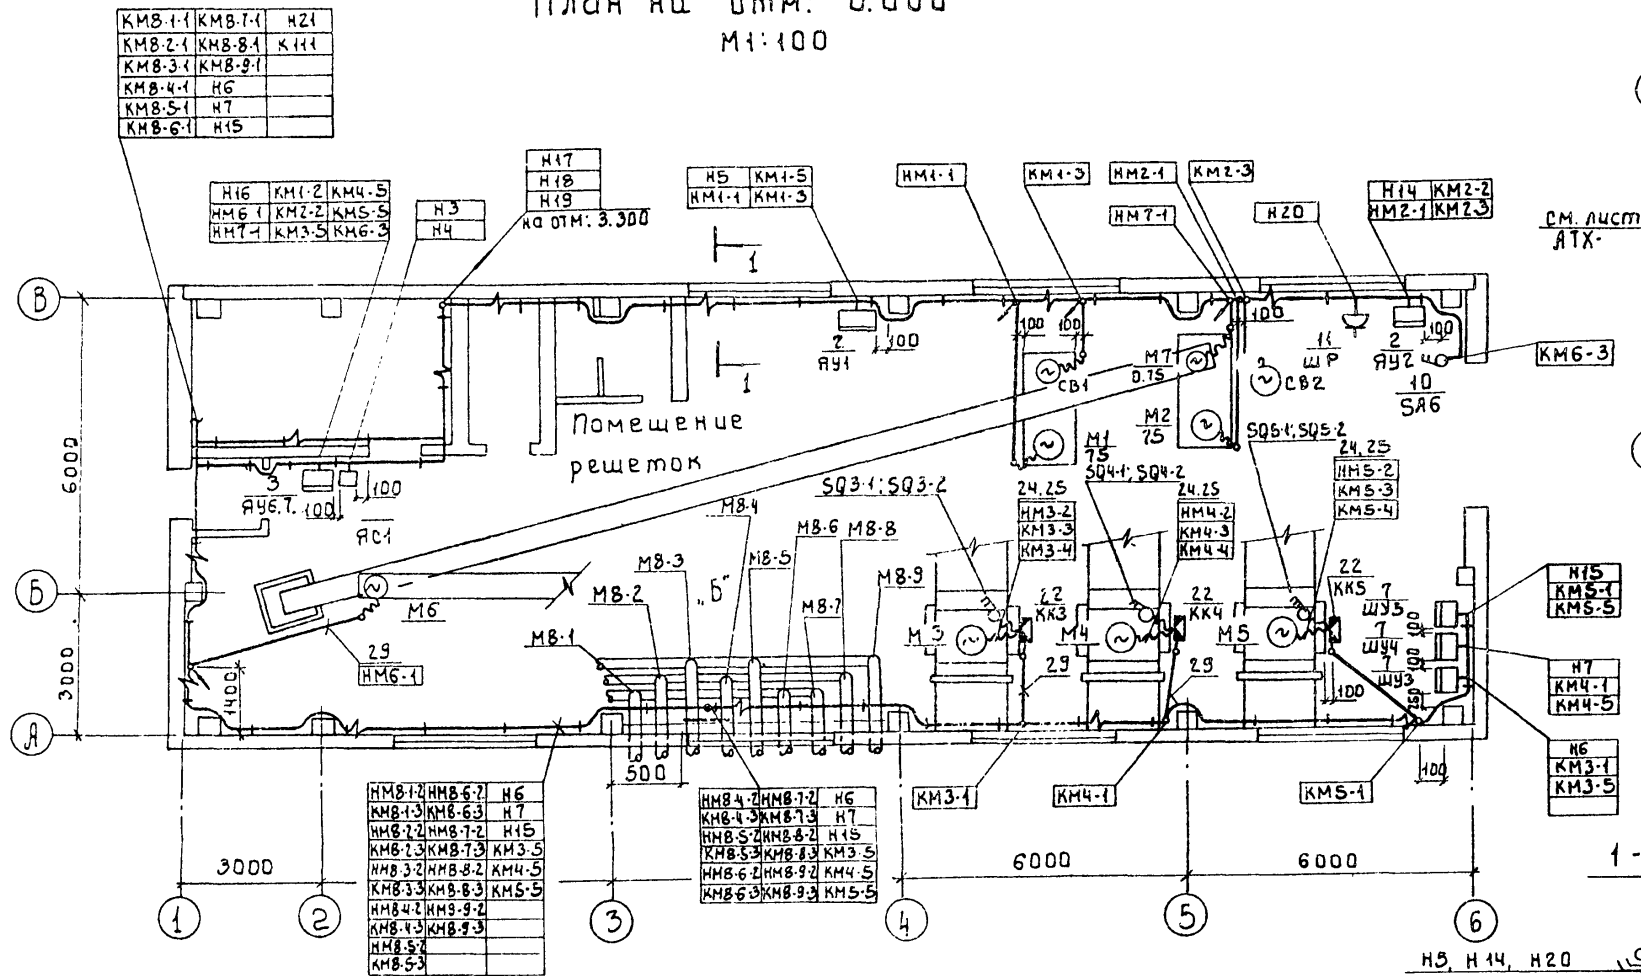 План на отм. 0.000
М1:100
КМ8-1-1 КМ8-7-1 Н21
КМ8-2-1 КМ8-8-1 К111
КМ8-3-1 КМ8-9-1
КМ8-4-1 Н6
КМ8-5-1 Н7
КМ8-6-1 Н15
Н16 КМ1-2 КМ4-5
НМ6-1 КМ2-2 КМ5-5
НМ7-1 КМ3-5 КМ6-3
Н3
Н4
Н17
Н18
Н19
на отм. 3.300
Н5 КМ1-5
НМ1-1 КМ1-3
НМ1-1
КМ1-3
НМ2-1
КМ2-3
НМ7-1
Н20
Н14 КМ2-2
НМ2-1 КМ2-3
см. лист
АТХ-
1
1
В
Б
А
6000
3000
1400
2
ЯУ1
100
100
100
СВ1
М7
0.75
100
СВ2
11
ШР
2
ЯУ2
100
10
SA6
КМ6-3
М1
75
М2
75
Помещение
решеток
3
ЯУ6.7.
100
100
ЯС1
SQ3-1; SQ3-2
SQ4-1; SQ4-2
SQ5-1; SQ5-2
24,25
НМ3-2
КМ3-3
КМ3-4
24,25
НМ4-2
КМ4-3
КМ4-4
24,25
НМ5-2
КМ5-3
КМ5-4
М8-1
М8-2
М8-3
М8-4
М8-5
М8-6
М8-7
М8-8
М8-9
„Б"
М6
29
НМ6-1
М3
22
КК3
29
М4
22
КК4
29
М5
22
КК5
100
7
ШУ5
7
ШУ4
7
ШУ3
100
100
250
100
Н15
КМ5-1
КМ5-5
Н7
КМ4-1
КМ4-5
Н6
КМ3-1
КМ3-5
500
КМ3-1
КМ4-1
КМ5-1
НМ8-1-2 НМ8-6-2 Н6
КМ8-1-3 КМ8-6-3 Н7
НМ8-2-2 НМ8-7-2 Н15
КМ8-2-3 КМ8-7-3 КМ3-5
НМ8-3-2 НМ8-8-2 КМ4-5
КМ8-3-3 КМ8-8-3 КМ5-5
НМ8-4-2 НМ9-9-2
КМ8-4-3 КМ8-9-3
НМ8-5-2
КМ8-5-3
НМ8-4-2 НМ8-7-2 Н6
КМ8-4-3 КМ8-7-3 Н7
НМ8-5-2 НМ8-8-2 Н15
КМ8-5-3 КМ8-8-3 КМ3-5
НМ8-6-2 НМ8-9-2 КМ4-5
КМ8-6-3 КМ8-9-3 КМ5-5
3000
6000
6000
1 -
1
2
3
4
5
6
Н5, Н14, Н20